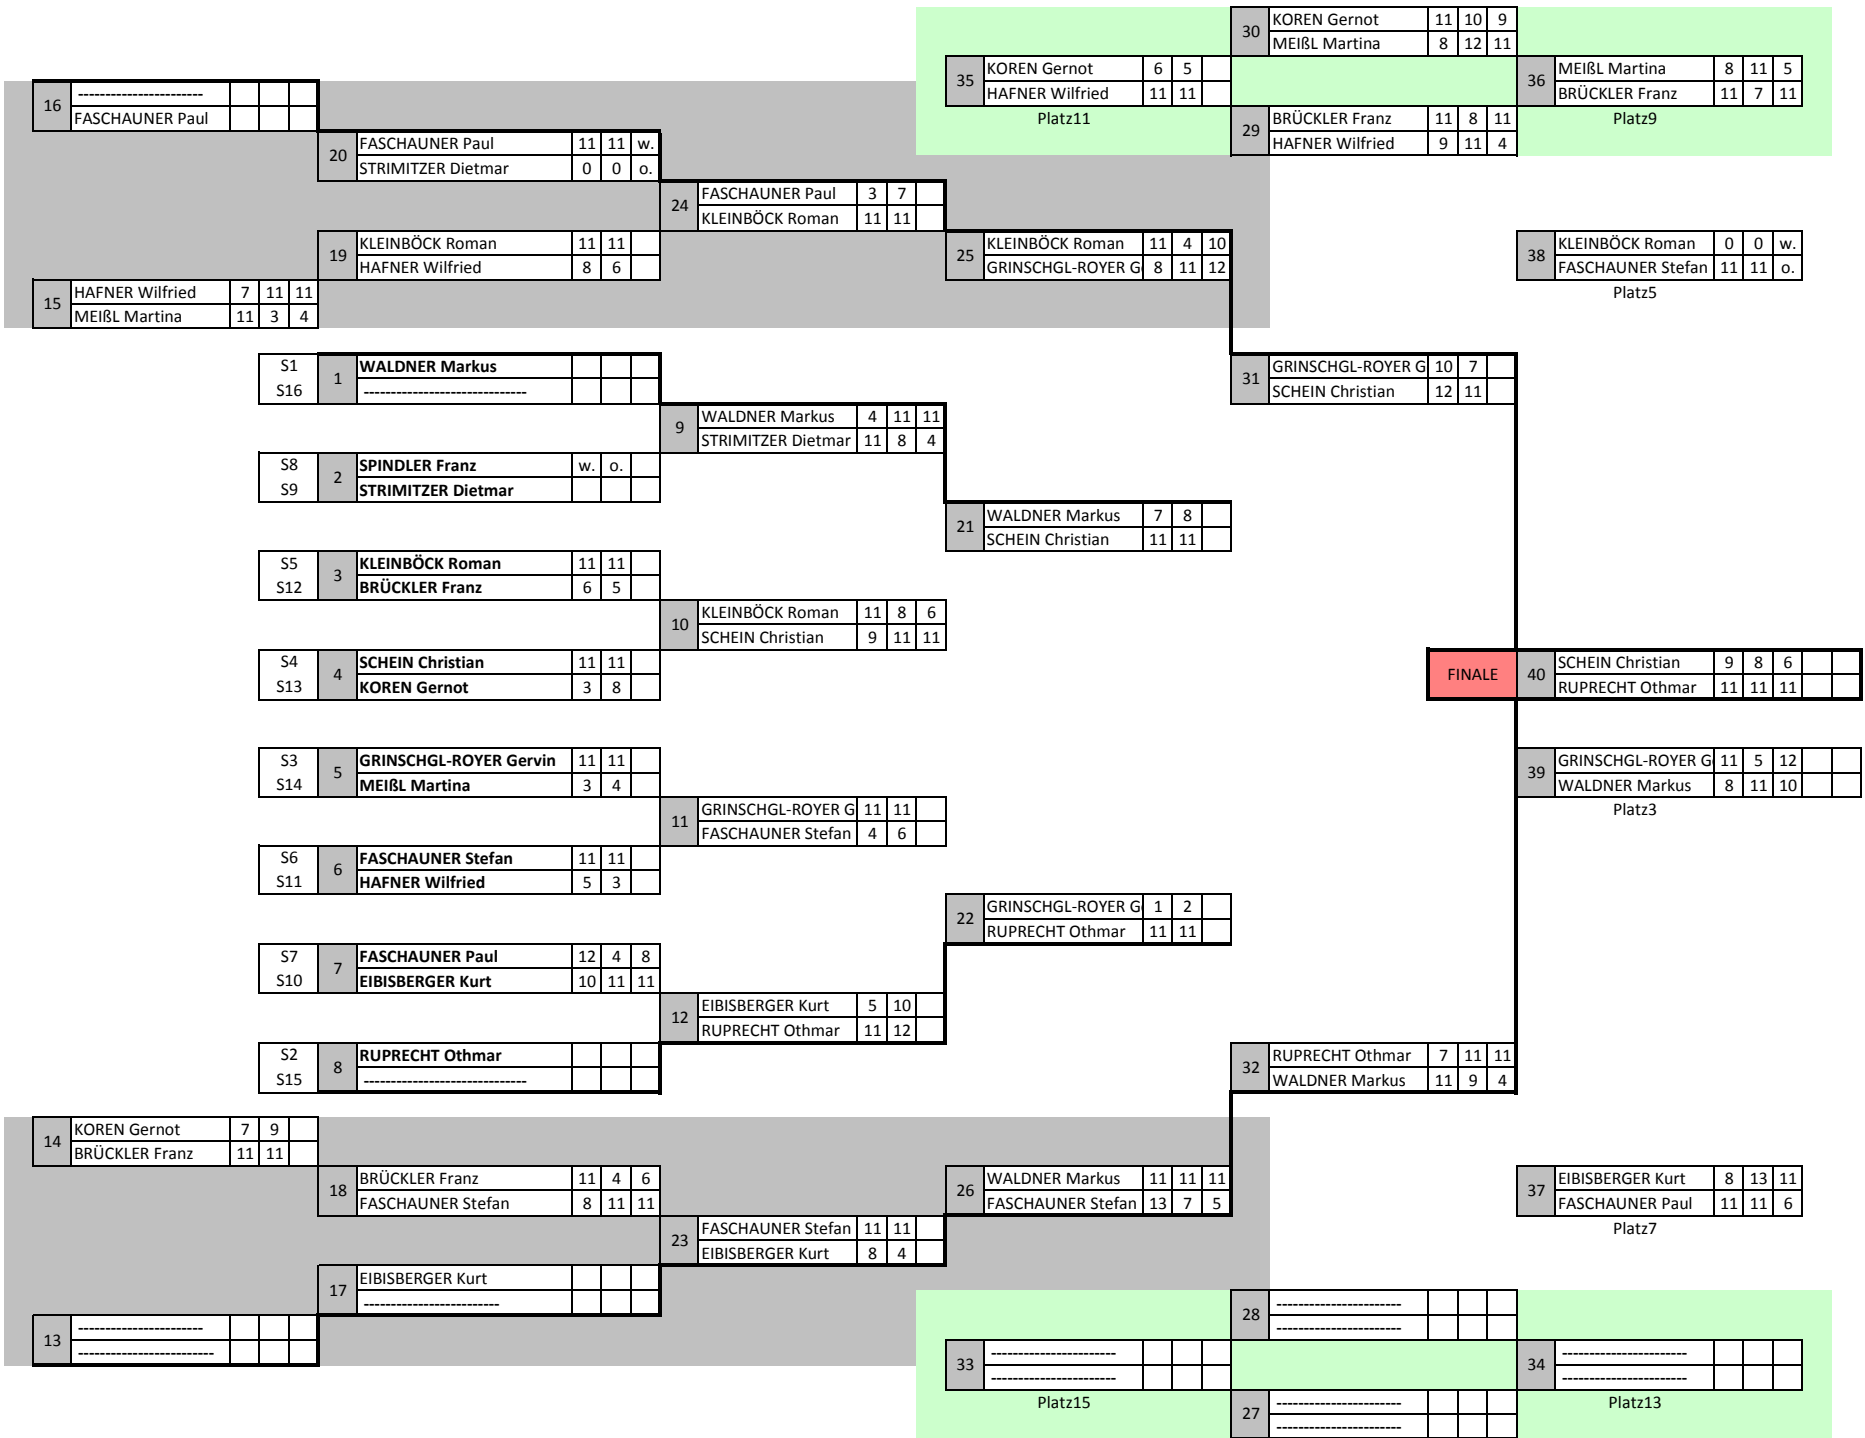 30 KOREN Gernot 11 10 9
MEIßL Martina 8 12 11
35 KOREN Gernot 6 5
HAFNER Wilfried 11 11
Platz11
36 MEIßL Martina 8 11 5
BRÜCKLER Franz 11 7 11
Platz9
29 BRÜCKLER Franz 11 8 11
HAFNER Wilfried 9 11 4
16 -----------------------
FASCHAUNER Paul
20 FASCHAUNER Paul 11 11 w.
STRIMITZER Dietmar 0 0 o.
24 FASCHAUNER Paul 3 7
KLEINBÖCK Roman 11 11
19 KLEINBÖCK Roman 11 11
HAFNER Wilfried 8 6
25 KLEINBÖCK Roman 11 4 10
GRINSCHGL-ROYER G 8 11 12
38 KLEINBÖCK Roman 0 0 w.
FASCHAUNER Stefan 11 11 o.
Platz5
15 HAFNER Wilfried 7 11 11
MEIßL Martina 11 3 4
S1 1 WALDNER Markus
S16 ------------------------------
31 GRINSCHGL-ROYER G 10 7
SCHEIN Christian 12 11
9 WALDNER Markus 4 11 11
STRIMITZER Dietmar 11 8 4
S8 2 SPINDLER Franz w. o.
S9 STRIMITZER Dietmar
21 WALDNER Markus 7 8
SCHEIN Christian 11 11
S5 3 KLEINBÖCK Roman 11 11
S12 BRÜCKLER Franz 6 5
10 KLEINBÖCK Roman 11 8 6
SCHEIN Christian 9 11 11
S4 4 SCHEIN Christian 11 11
S13 KOREN Gernot 3 8
FINALE 40 SCHEIN Christian 9 8 6
RUPRECHT Othmar 11 11 11
S3 5 GRINSCHGL-ROYER Gervin 11 11
S14 MEIßL Martina 3 4
39 GRINSCHGL-ROYER G 11 5 12
WALDNER Markus 8 11 10
Platz3
11 GRINSCHGL-ROYER G 11 11
FASCHAUNER Stefan 4 6
S6 6 FASCHAUNER Stefan 11 11
S11 HAFNER Wilfried 5 3
22 GRINSCHGL-ROYER G 1 2
RUPRECHT Othmar 11 11
S7 7 FASCHAUNER Paul 12 4 8
S10 EIBISBERGER Kurt 10 11 11
12 EIBISBERGER Kurt 5 10
RUPRECHT Othmar 11 12
S2 8 RUPRECHT Othmar
S15 ------------------------------
32 RUPRECHT Othmar 7 11 11
WALDNER Markus 11 9 4
14 KOREN Gernot 7 9
BRÜCKLER Franz 11 11
18 BRÜCKLER Franz 11 4 6
FASCHAUNER Stefan 8 11 11
26 WALDNER Markus 11 11 11
FASCHAUNER Stefan 13 7 5
37 EIBISBERGER Kurt 8 13 11
FASCHAUNER Paul 11 11 6
Platz7
23 FASCHAUNER Stefan 11 11
EIBISBERGER Kurt 8 4
17 EIBISBERGER Kurt
-------------------------
13 -----------------------
-------------------------
28 -----------------------
-----------------------
33 -----------------------
-----------------------
Platz15
34 -----------------------
-----------------------
Platz13
27 -----------------------
-----------------------